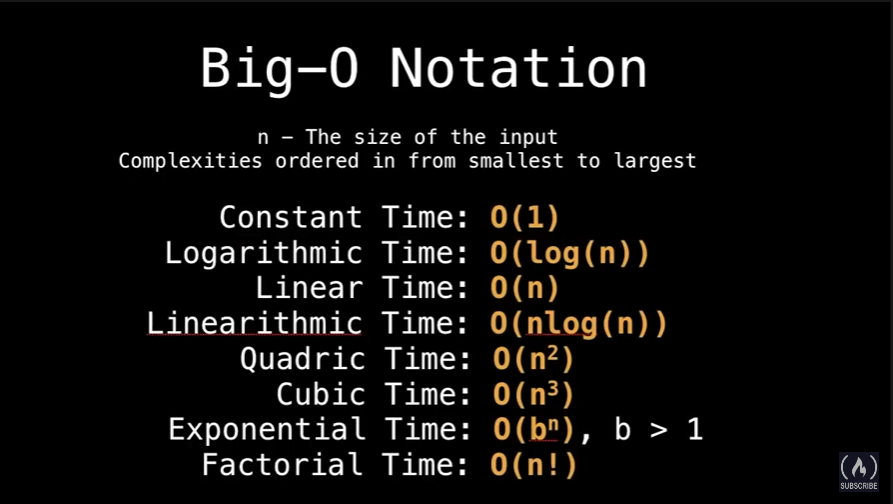 Big-O Notation
n - The size of the input
Complexities ordered in from smallest to largest
Constant Time: O(1)
Logarithmic Time: O(log(n))
Linear Time: O(n)
Linearithmic Time: O(nlog(n))
Quadric Time: O(n²)
Cubic Time: O(n³)
Exponential Time: O(bⁿ), b > 1
Factorial Time: O(n!)
SUBSCRIBE